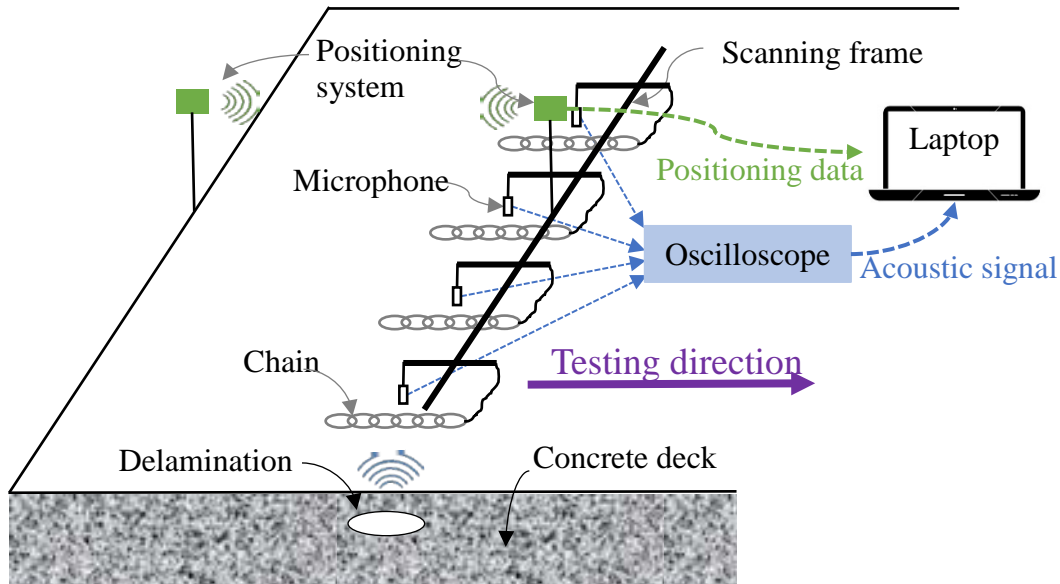 Positioning
system
Scanning frame
Laptop
Positioning data
Microphone
Oscilloscope
Acoustic signal
Testing direction
Chain
Delamination
Concrete deck